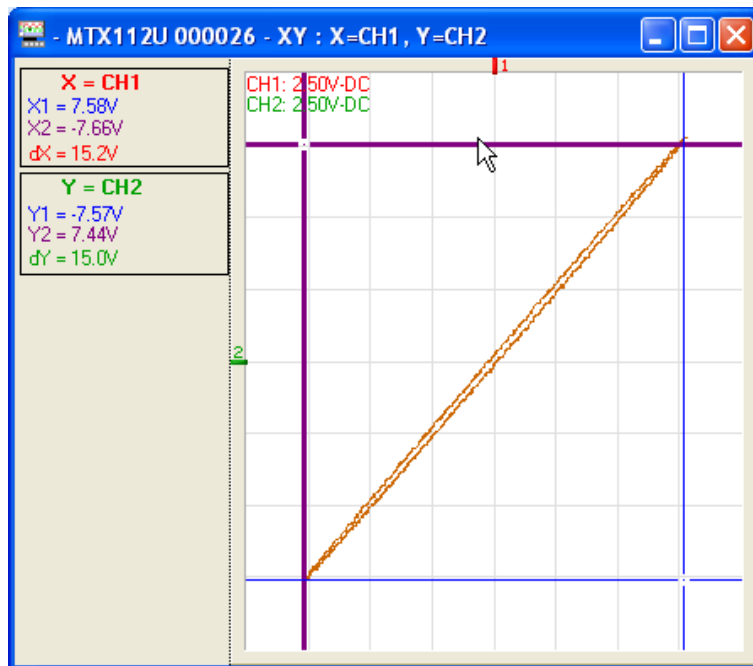 - MTX112U 000026 - XY : X=CH1 , Y=CH2
X = CH1
X1 = 7.58V
X2 = -7.66V
dX = 15.2V
Y = CH2
Y1 = -7.57V
Y2 = 7.44V
dY = 15.0V
1
CH1: 2.50V-DC
CH2: 2.50V-DC
2